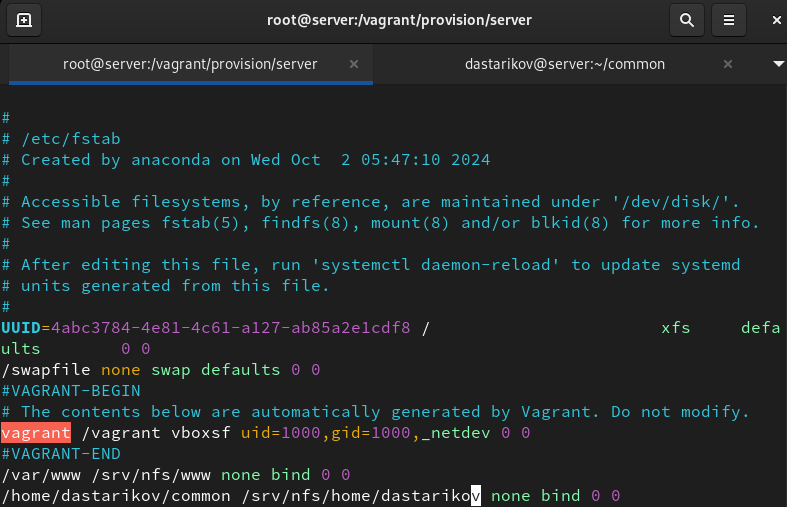 root@server:/vagrant/provision/server
root@server:/vagrant/provision/server
dastarikov@server:~/common
#
# /etc/fstab
# Created by anaconda on Wed Oct  2 05:47:10 2024
#
# Accessible filesystems, by reference, are maintained under '/dev/disk/'.
# See man pages fstab(5), findfs(8), mount(8) and/or blkid(8) for more info.
#
# After editing this file, run 'systemctl daemon-reload' to update systemd
# units generated from this file.
#
UUID=4abc3784-4e81-4c61-a127-ab85a2e1cdf8 /                       xfs     defa
ults        0 0
/swapfile none swap defaults 0 0
#VAGRANT-BEGIN
# The contents below are automatically generated by Vagrant. Do not modify.
vagrant /vagrant vboxsf uid=1000,gid=1000,_netdev 0 0
#VAGRANT-END
/var/www /srv/nfs/www none bind 0 0
/home/dastarikov/common /srv/nfs/home/dastarikov none bind 0 0